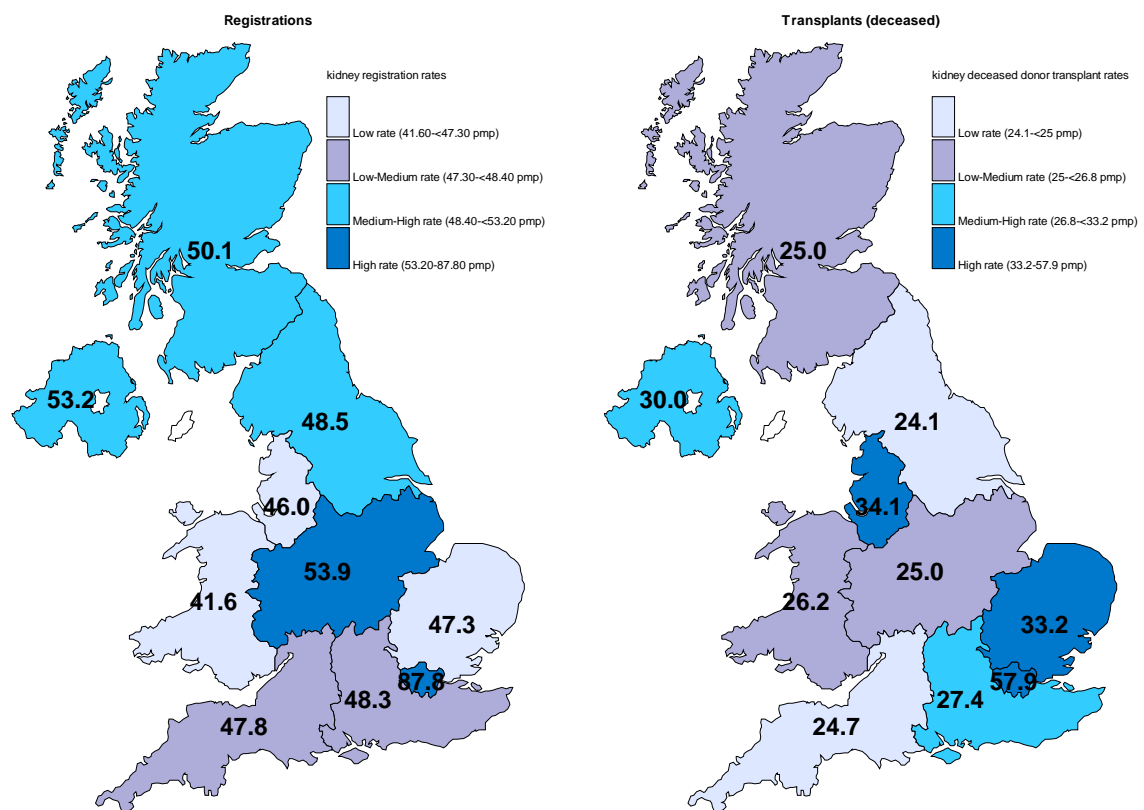 Registrations
kidney registration rates
Low rate (41.60-<47.30 pmp)
Low-Medium rate (47.30-<48.40 pmp)
Medium-High rate (48.40-<53.20 pmp)
High rate (53.20-87.80 pmp)
50.1
53.2
48.5
46.0
53.9
41.6
47.3
87.8
48.3
47.8
Transplants (deceased)
kidney deceased donor transplant rates
Low rate (24.1-<25 pmp)
Low-Medium rate (25-<26.8 pmp)
Medium-High rate (26.8-<33.2 pmp)
High rate (33.2-57.9 pmp)
25.0
30.0
24.1
34.1
25.0
26.2
33.2
57.9
27.4
24.7